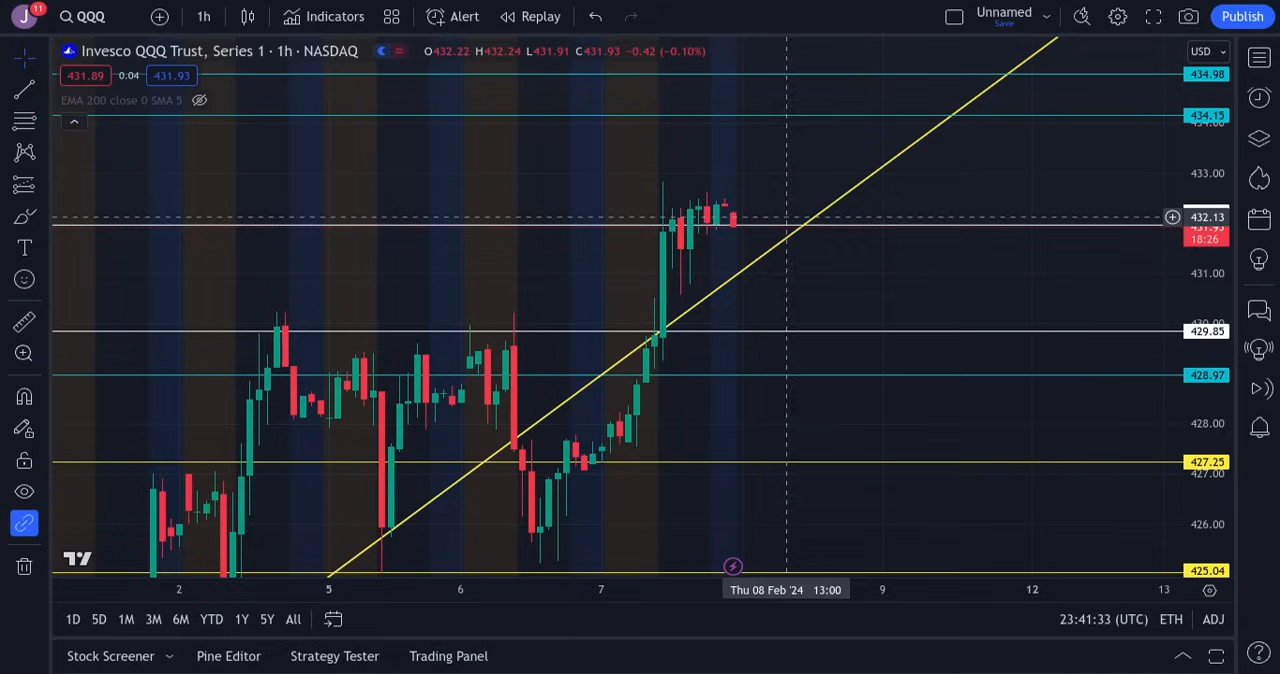 J 11 QQQ 1h Indicators Alert Replay Unnamed Save Publish
Invesco QQQ Trust, Series 1 · 1h · NASDAQ O432.22 H432.24 L431.91 C431.93 −0.42 (−0.10%) USD
431.89 0.04 431.93
EMA 200 close 0 SMA 5
434.98
434.15
433.00
432.13
18:26
431.00
429.85
428.97
428.00
427.25
427.00
426.00
425.04
2 5 6 7 Thu 08 Feb '24 13:00 9 12 13
1D 5D 1M 3M 6M YTD 1Y 5Y All 23:41:33 (UTC) ETH ADJ
Stock Screener Pine Editor Strategy Tester Trading Panel